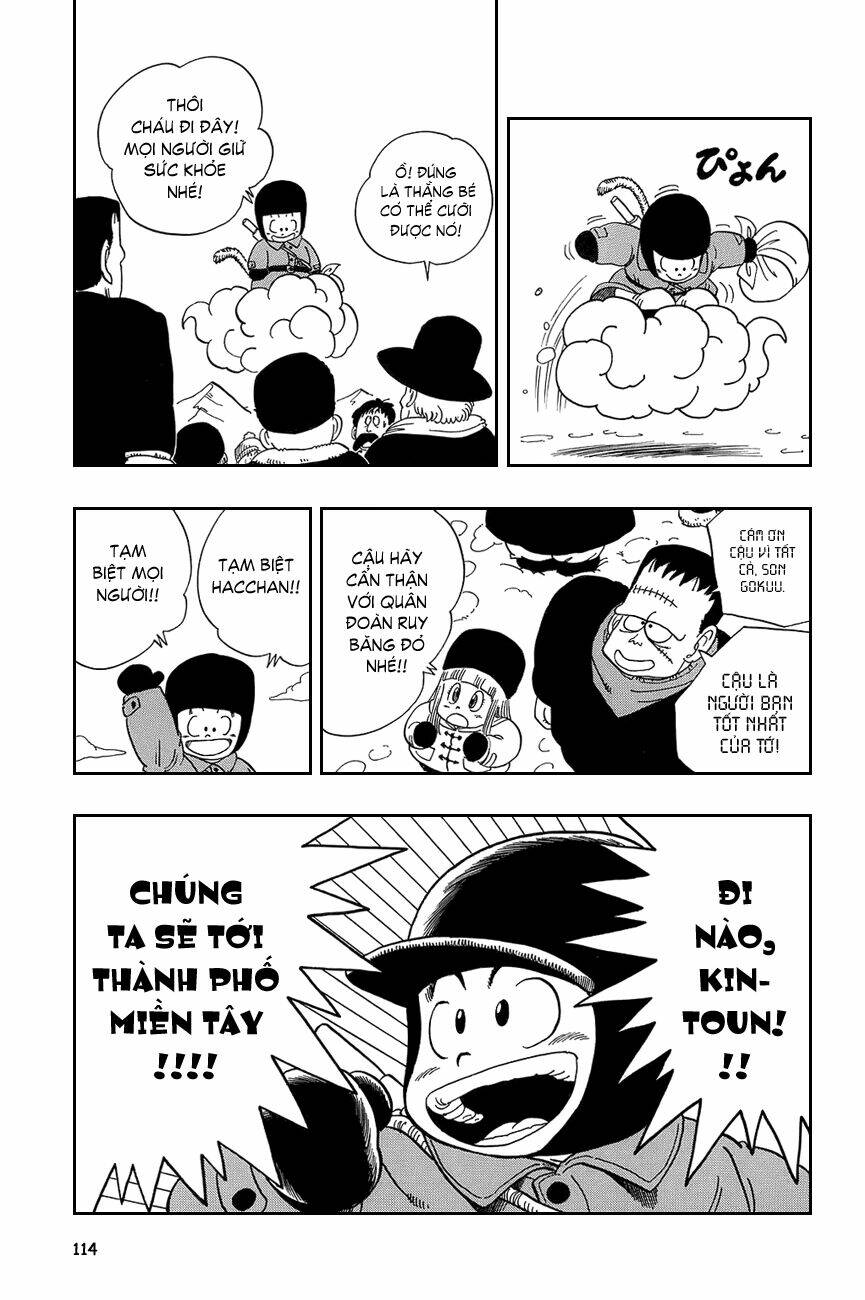 ぴょん
THÔI
CHÁU ĐI ĐÂY!
MỌI NGƯỜI GIỮ
SỨC KHỎE
NHÉ!
Ồ! ĐÚNG
LÀ THẰNG BÉ
CÓ THỂ CƯỠI
ĐƯỢC NÓ!
CÁM ƠN
CẬU VÌ TẤT
CẢ, SON
GOKUU.
CẬU LÀ
NGƯỜI BẠN
TỐT NHẤT
CỦA TỚ!
CẬU HÃY
CẨN THẬN
VỚI QUÂN
ĐOÀN RUY
BĂNG ĐỎ
NHÉ!!
TẠM BIỆT
HACCHAN!!
TẠM
BIỆT MỌI
NGƯỜI!!
ĐI
NÀO,
KIN-
TOUN!
!!
CHÚNG
TA SẼ TỚI
THÀNH PHỐ
MIỀN TÂY
!!!!
114